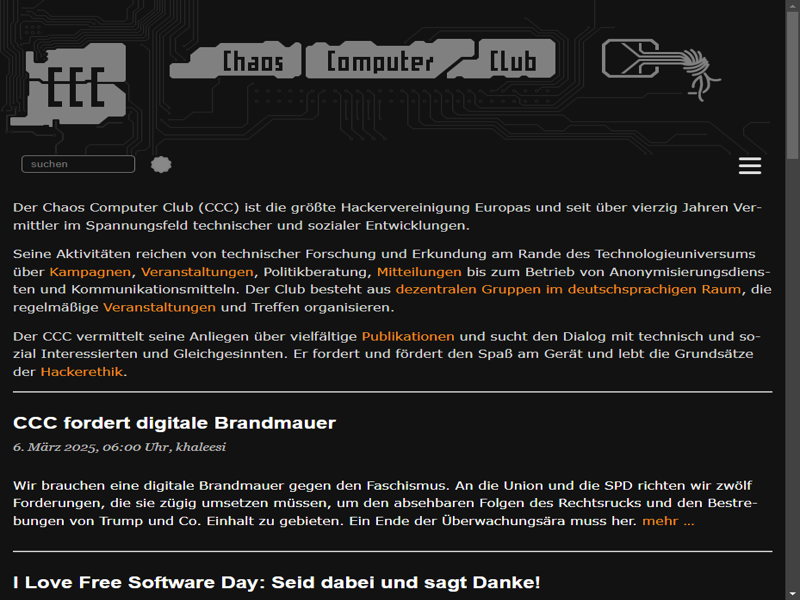 CCC
Chaos Computer Club
suchen
Der Chaos Computer Club (CCC) ist die größte Hackervereinigung Europas und seit über vierzig Jahren Ver-
mittler im Spannungsfeld technischer und sozialer Entwicklungen.
Seine Aktivitäten reichen von technischer Forschung und Erkundung am Rande des Technologieuniversums
über Kampagnen, Veranstaltungen, Politikberatung, Mitteilungen bis zum Betrieb von Anonymisierungsdiens-
ten und Kommunikationsmitteln. Der Club besteht aus dezentralen Gruppen im deutschsprachigen Raum, die
regelmäßige Veranstaltungen und Treffen organisieren.
Der CCC vermittelt seine Anliegen über vielfältige Publikationen und sucht den Dialog mit technisch und so-
zial Interessierten und Gleichgesinnten. Er fordert und fördert den Spaß am Gerät und lebt die Grundsätze
der Hackerethik.
CCC fordert digitale Brandmauer
6. März 2025, 06:00 Uhr, khaleesi
Wir brauchen eine digitale Brandmauer gegen den Faschismus. An die Union und die SPD richten wir zwölf
Forderungen, die sie zügig umsetzen müssen, um den absehbaren Folgen des Rechtsrucks und den Bestre-
bungen von Trump und Co. Einhalt zu gebieten. Ein Ende der Überwachungsära muss her. mehr …
I Love Free Software Day: Seid dabei und sagt Danke!